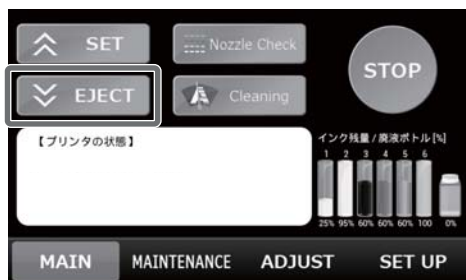 SET
Nozzle Check
STOP
EJECT
Cleaning
【プリンタの状態】
インク残量 / 廃液ボトル [%]
1 2 3 4 5 6
25% 95% 60% 60% 60% 100 0%
MAIN MAINTENANCE ADJUST SET UP